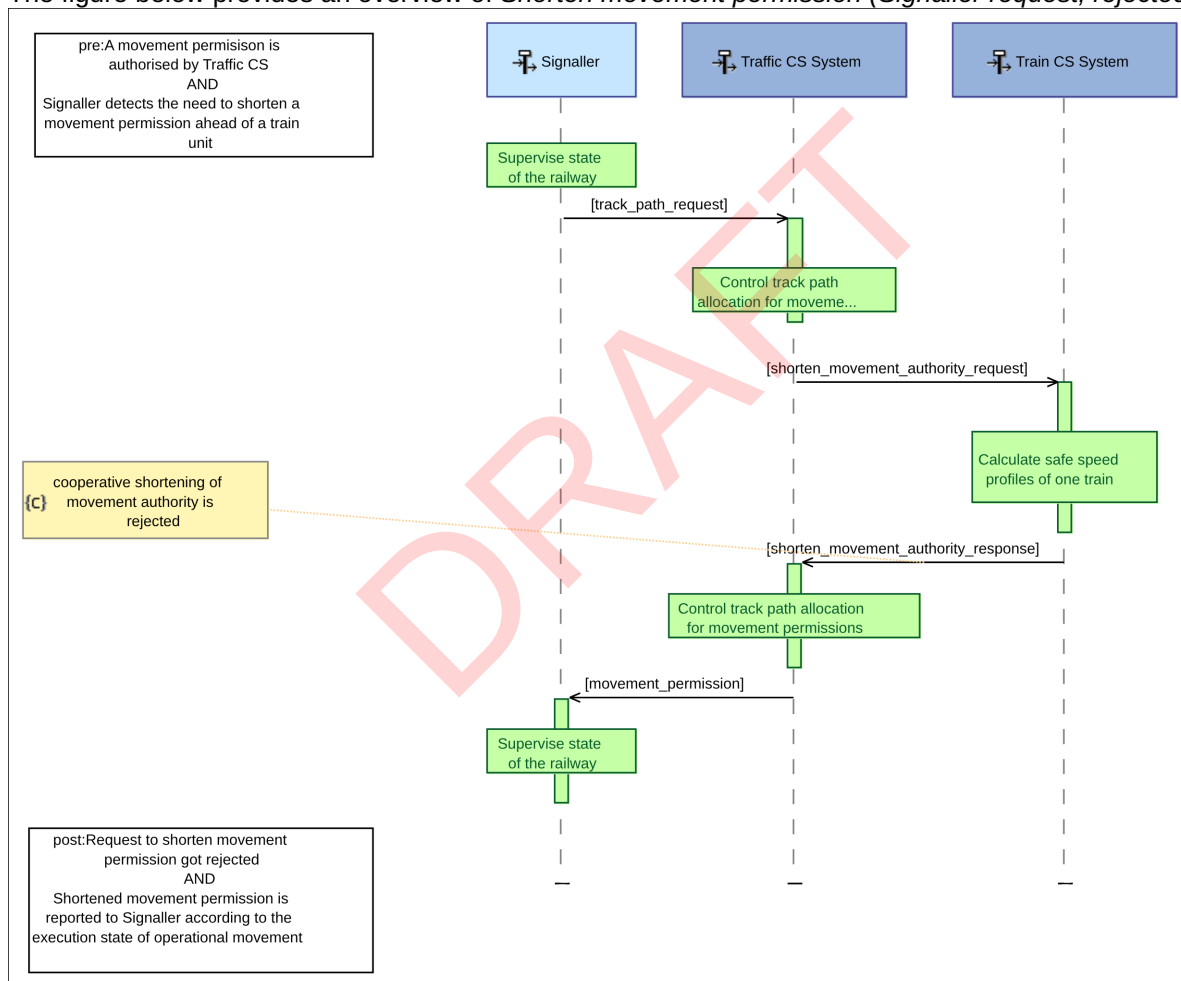 The figure below provides an overview of Shorten movement permission (Signaller request, rejected
pre:A movement permisison is
authorised by Traffic CS
AND
Signaller detects the need to shorten a
movement permission ahead of a train
unit
Signaller
Traffic CS System
Train CS System
Supervise state
of the railway
[track_path_request]
Control track path
allocation for moveme...
[shorten_movement_authority_request]
Calculate safe speed
profiles of one train
{C}
cooperative shortening of
movement authority is
rejected
[shorten_movement_authority_response]
Control track path allocation
for movement permissions
[movement_permission]
Supervise state
of the railway
post:Request to shorten movement
permission got rejected
AND
Shortened movement permission is
reported to Signaller according to the
execution state of operational movement
DRAFT